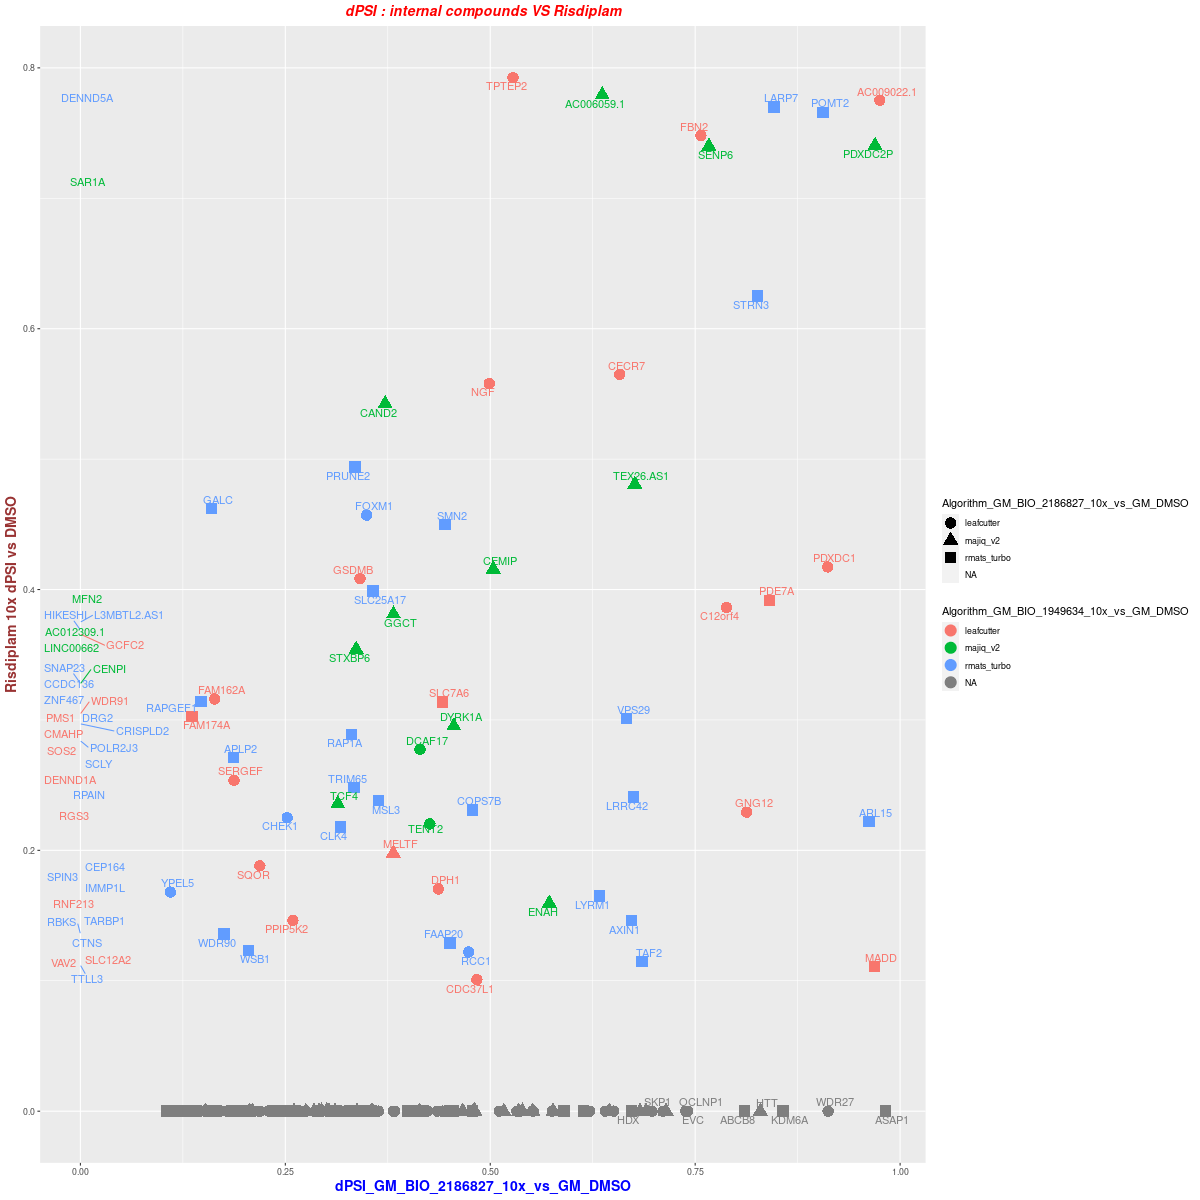 dPSI : internal compounds VS Risdiplam
Risdiplam 10x dPSI vs DMSO
0.8
0.6
0.4
0.2
0.0
TPTEP2
DENND5A
AC006059.1
LARP7
POMT2
AC009022.1
FBN2
SENP6
PDXDC2P
SAR1A
STRN3
CECR7
NGF
CAND2
PRUNE2
TEX26.AS1
GALC
FOXM1
SMN2
CEMIP
PDXDC1
GSDMB
SLC25A17
PDE7A
C12orf4
MFN2
HIKESHI
L3MBTL2.AS1
GGCT
AC012309.1
GCFC2
LINC00662
STXBP6
SNAP23
CENPI
CCDC136
FAM162A
SLC7A6
ZNF467
WDR91
RAPGEF1
VPS29
PMS1
DRG2
FAM174A
DYRK1A
CMAHP
CRISPLD2
RAP1A
DCAF17
SOS2
POLR2J3
APLP2
SCLY
SERGEF
DENND1A
TRIM65
RPAIN
TCF4
MSL3
COPS7B
LRRC42
GNG12
ARL15
RGS3
CHEK1
CLK4
TENT2
MELTF
CEP164
SQOR
SPIN3
YPEL5
DPH1
IMMP1L
RNF213
ENAH
LYRM1
RBKS
TARBP1
PPIP5K2
AXIN1
CTNS
WDR90
FAAP20
WSB1
RCC1
TAF2
VAV2
SLC12A2
MADD
TTLL3
CDC37L1
SKP1
OCLNP1
HTT
WDR27
HDX
EVC
ABCB8
KDM6A
ASAP1
0.00
0.25
0.50
0.75
1.00
dPSI_GM_BIO_2186827_10x_vs_GM_DMSO
Algorithm_GM_BIO_2186827_10x_vs_GM_DMSO
leafcutter
majiq_v2
rmats_turbo
NA
Algorithm_GM_BIO_1949634_10x_vs_GM_DMSO
leafcutter
majiq_v2
rmats_turbo
NA